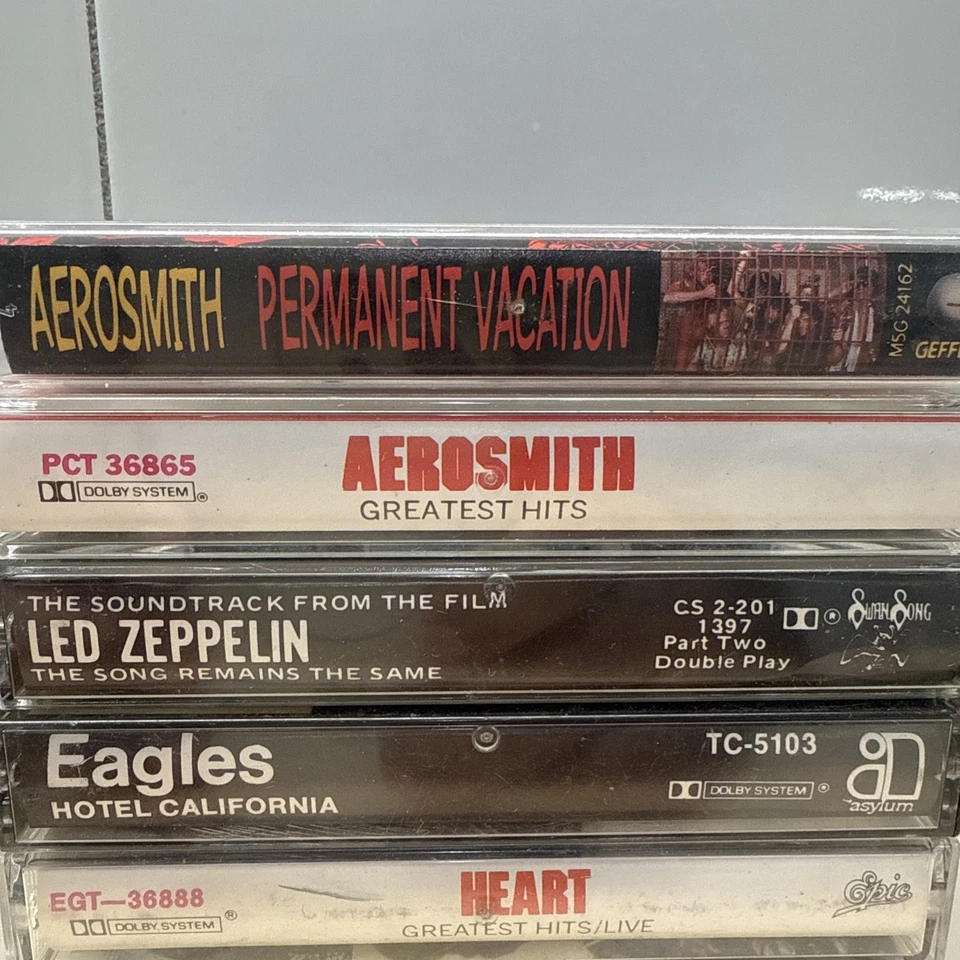 AEROSMITH PERMANENT VACATION
MSG 24162
PCT 36865
DOLBY SYSTEM ®
AEROSMITH
GREATEST HITS
THE SOUNDTRACK FROM THE FILM
LED ZEPPELIN
THE SONG REMAINS THE SAME
CS 2-201
1397
Part Two
Double Play
®
SWAN SONG
Eagles
HOTEL CALIFORNIA
TC-5103
DOLBY SYSTEM ®
asylum
EGT—36888
DOLBY SYSTEM ®
HEART
GREATEST HITS/LIVE
Epic